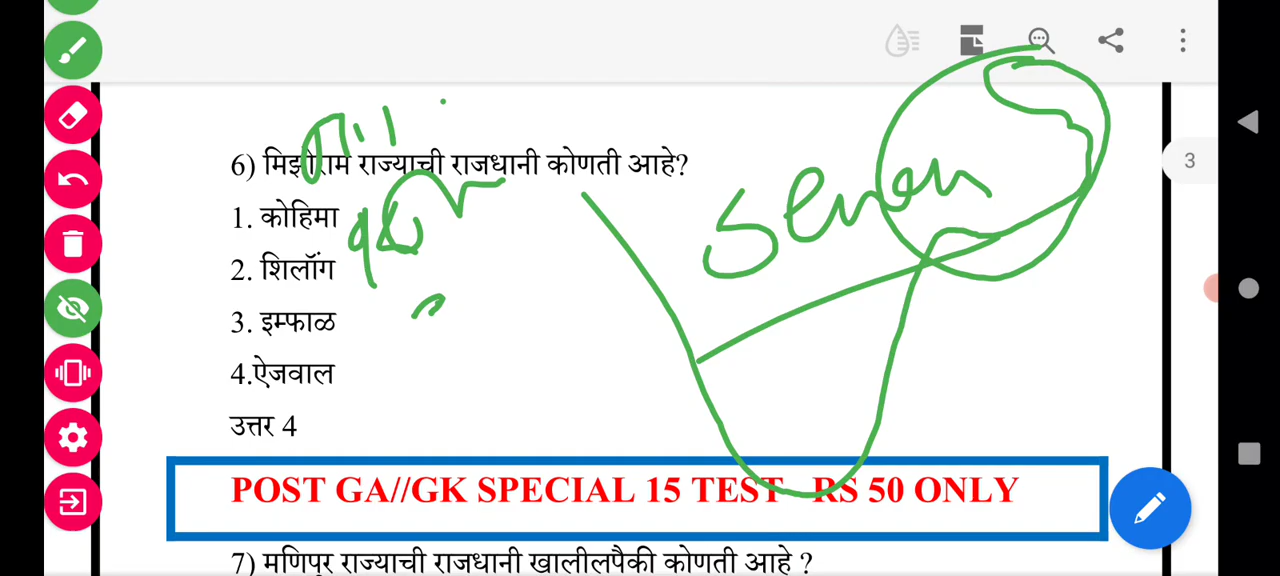 3
6) मिझोराम राज्याची राजधानी कोणती आहे?
1. कोहिमा
2. शिलॉंग
3. इम्फाळ
4.ऐजवाल
उत्तर 4
POST GA//GK SPECIAL 15 TEST RS 50 ONLY
7) मणिपूर राज्याची राजधानी खालीलपैकी कोणती आहे ?